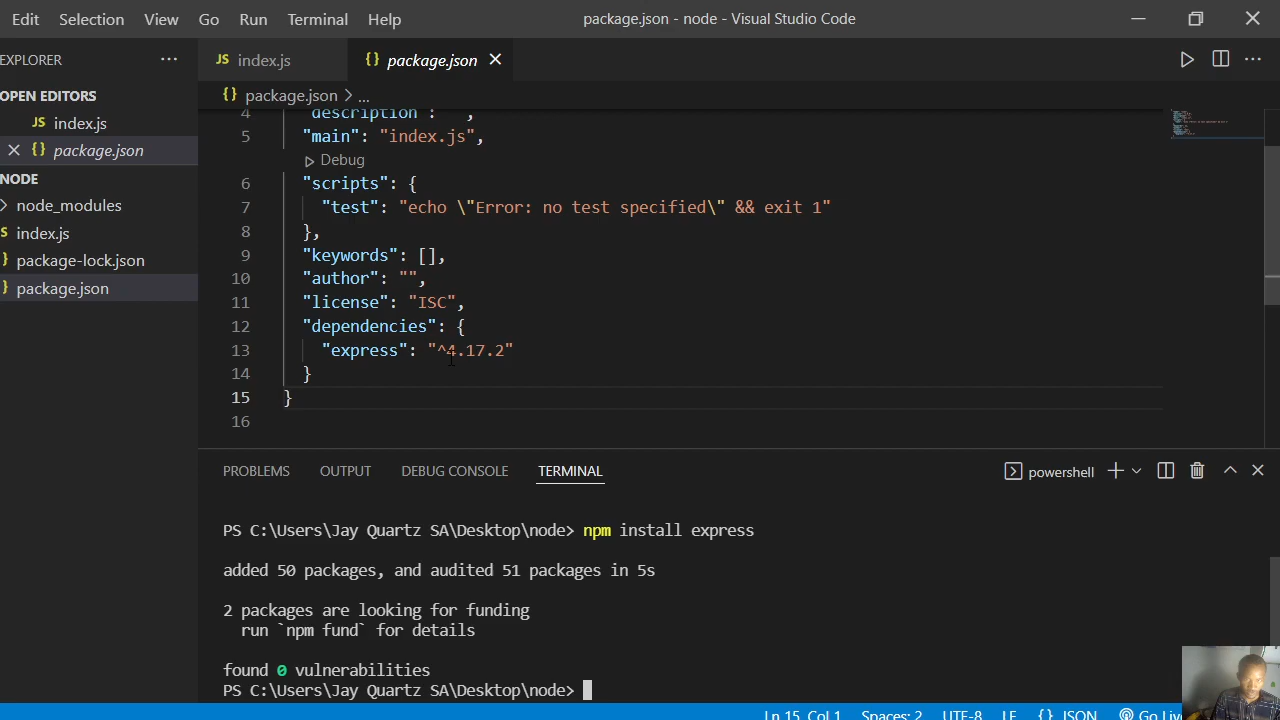 Edit Selection View Go Run Terminal Help package.json - node - Visual Studio Code
EXPLORER ...
JS index.js
{} package.json
OPEN EDITORS
JS index.js
{} package.json
NODE
node_modules
index.js
package-lock.json
package.json
{} package.json > ...
4 "description": "",
5 "main": "index.js",
Debug
6 "scripts": {
7 "test": "echo \"Error: no test specified\" && exit 1"
8 },
9 "keywords": [],
10 "author": "",
11 "license": "ISC",
12 "dependencies": {
13 "express": "^4.17.2"
14 }
15 }
16
PROBLEMS OUTPUT DEBUG CONSOLE TERMINAL powershell
PS C:\Users\Jay Quartz SA\Desktop\node> npm install express
added 50 packages, and audited 51 packages in 5s
2 packages are looking for funding
run `npm fund` for details
found 0 vulnerabilities
PS C:\Users\Jay Quartz SA\Desktop\node>
Ln 15, Col 1 Spaces: 2 UTF-8 LF {} JSON Go Liv